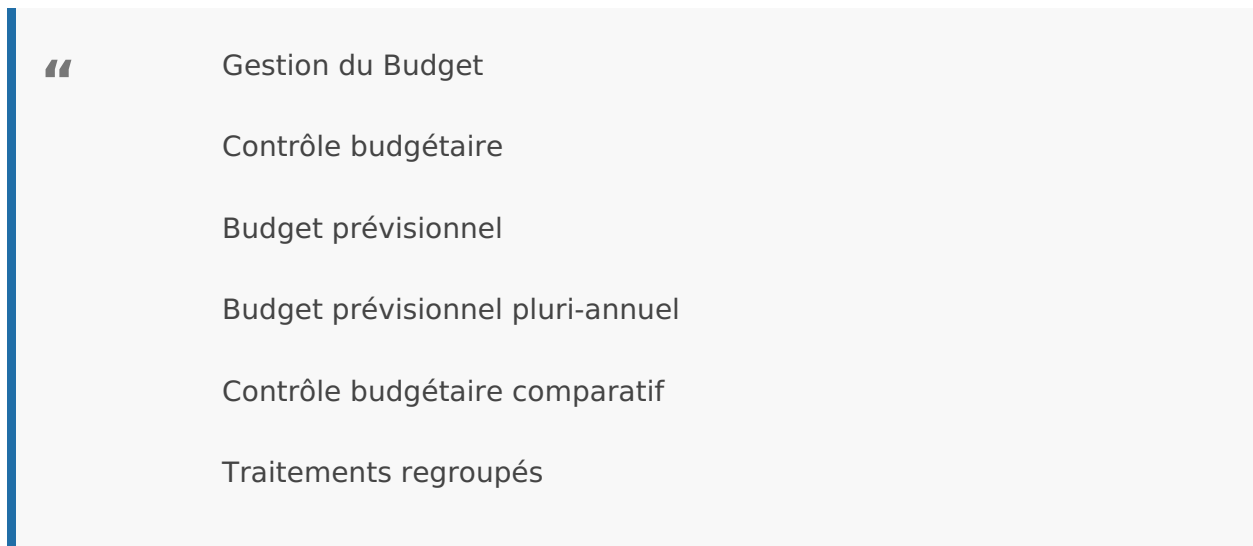 “
Gestion du Budget
Contrôle budgétaire
Budget prévisionnel
Budget prévisionnel pluri-annuel
Contrôle budgétaire comparatif
Traitements regroupés